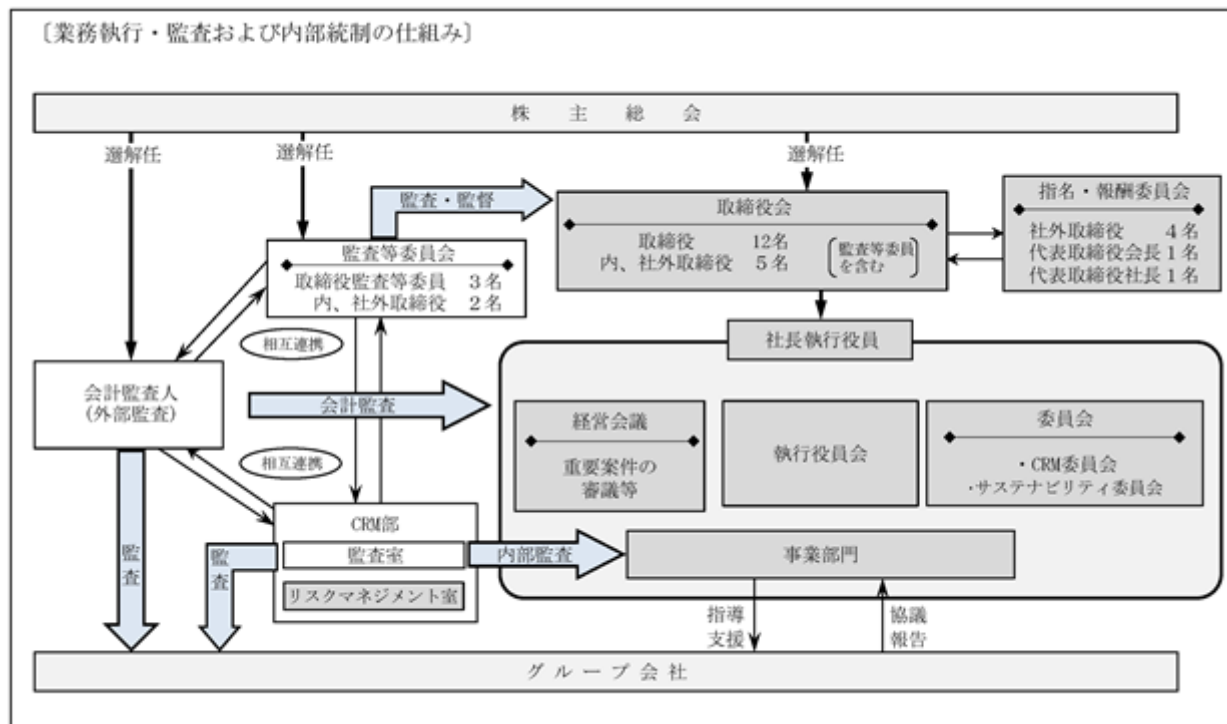 〔業務執行・監査および内部統制の仕組み〕
株主総会
選解任
選解任
選解任
監査・監督
取締役会
取締役 12名
内、社外取締役 5名
監査等委員
を含む
指名・報酬委員会
社外取締役 4名
代表取締役会長1名
代表取締役社長1名
監査等委員会
取締役監査等委員 3名
内、社外取締役 2名
社長執行役員
相互連携
会計監査人
(外部監査)
会計監査
経営会議
重要案件の
審議等
執行役員会
委員会
・CRM委員会
・サステナビリティ委員会
相互連携
CRM部
監査室
リスクマネジメント室
内部監査
事業部門
監査
監査
指導
支援
協議
報告
グループ会社